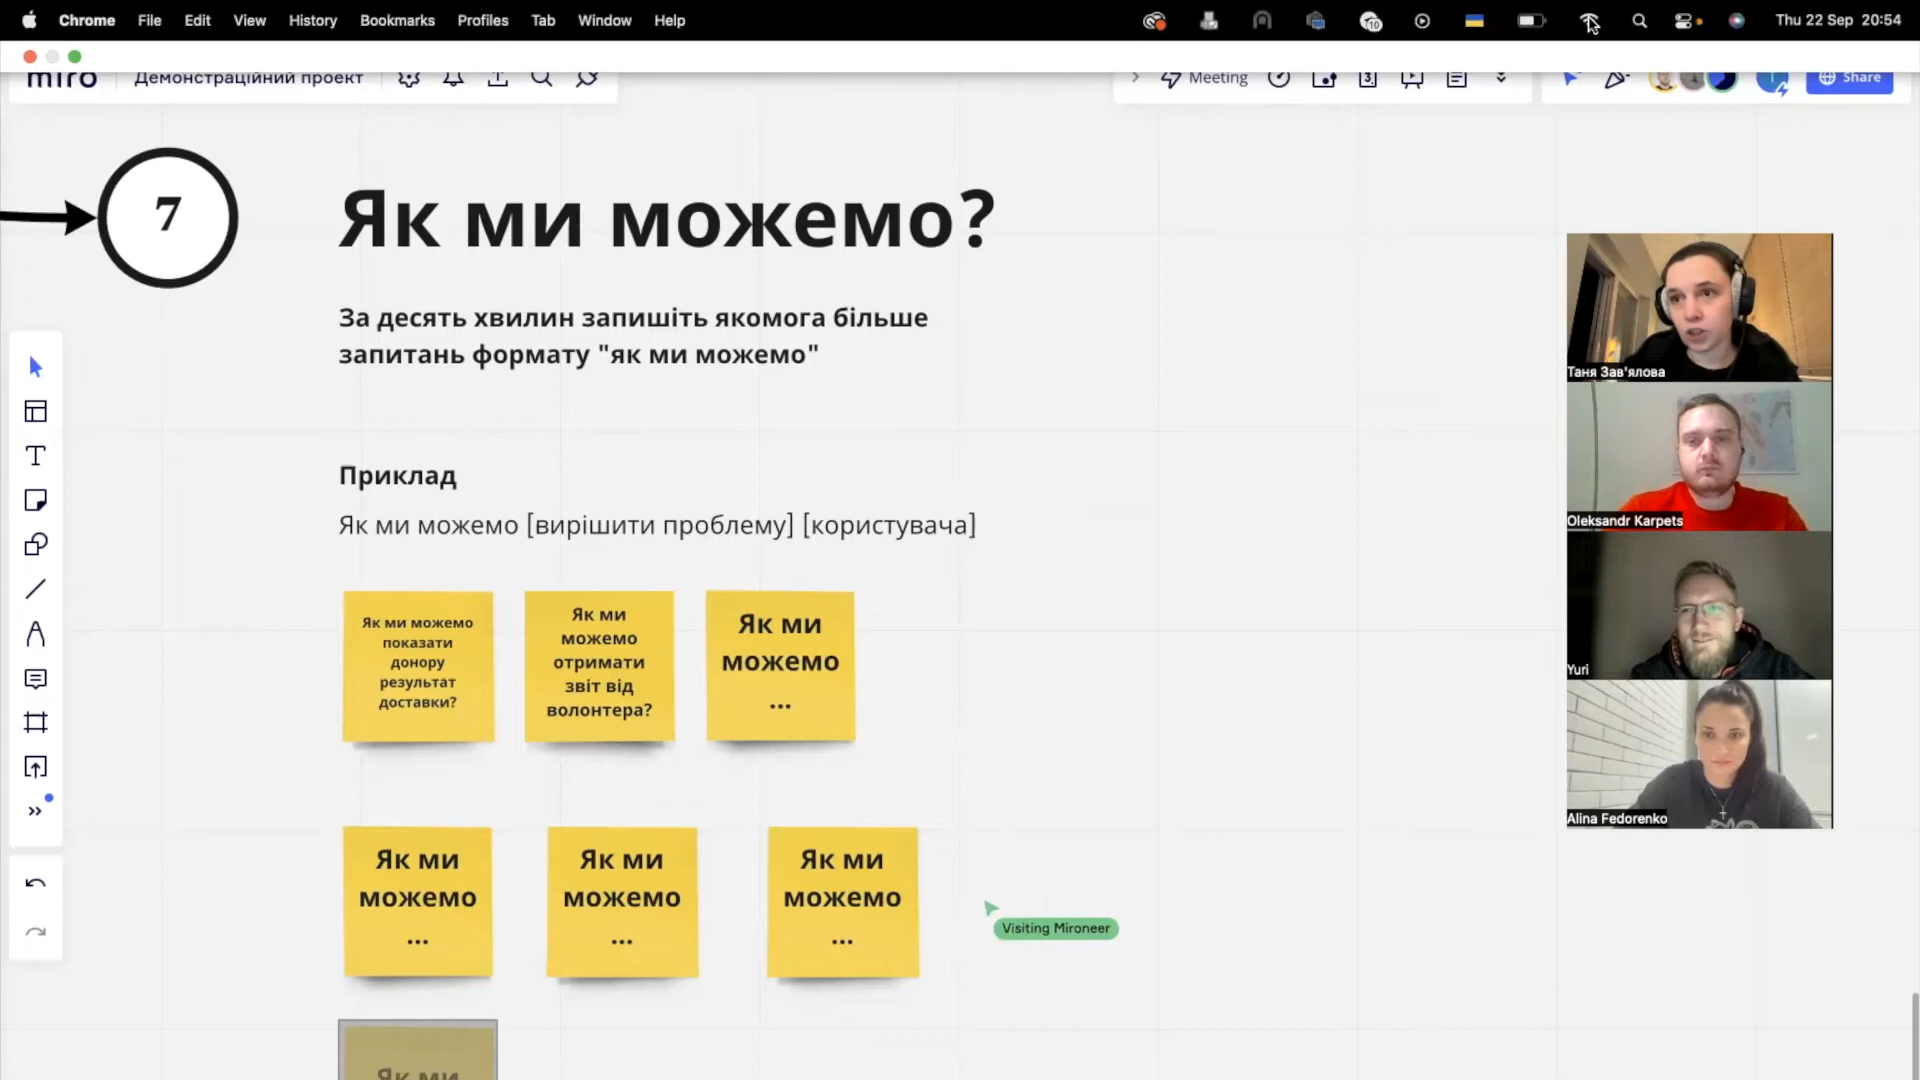 Chrome File Edit View History Bookmarks Profiles Tab Window Help
10
Thu 22 Sep 20:54
miro
Демонстраційний проект
Meeting
3
Share
7
Як ми можемо?
За десять хвилин запишіть якомога більше
запитань формату "як ми можемо"
Приклад
Як ми можемо [вирішити проблему] [користувача]
Як ми можемо
показати
донору
результат
доставки?
Як ми
можемо
отримати
звіт від
волонтера?
Як ми
можемо
...
Як ми
можемо
...
Як ми
можемо
...
Як ми
можемо
...
Як ми
Visiting Mironeer
Таня Зав'ялова
Oleksandr Karpets
Yuri
Alina Fedorenko